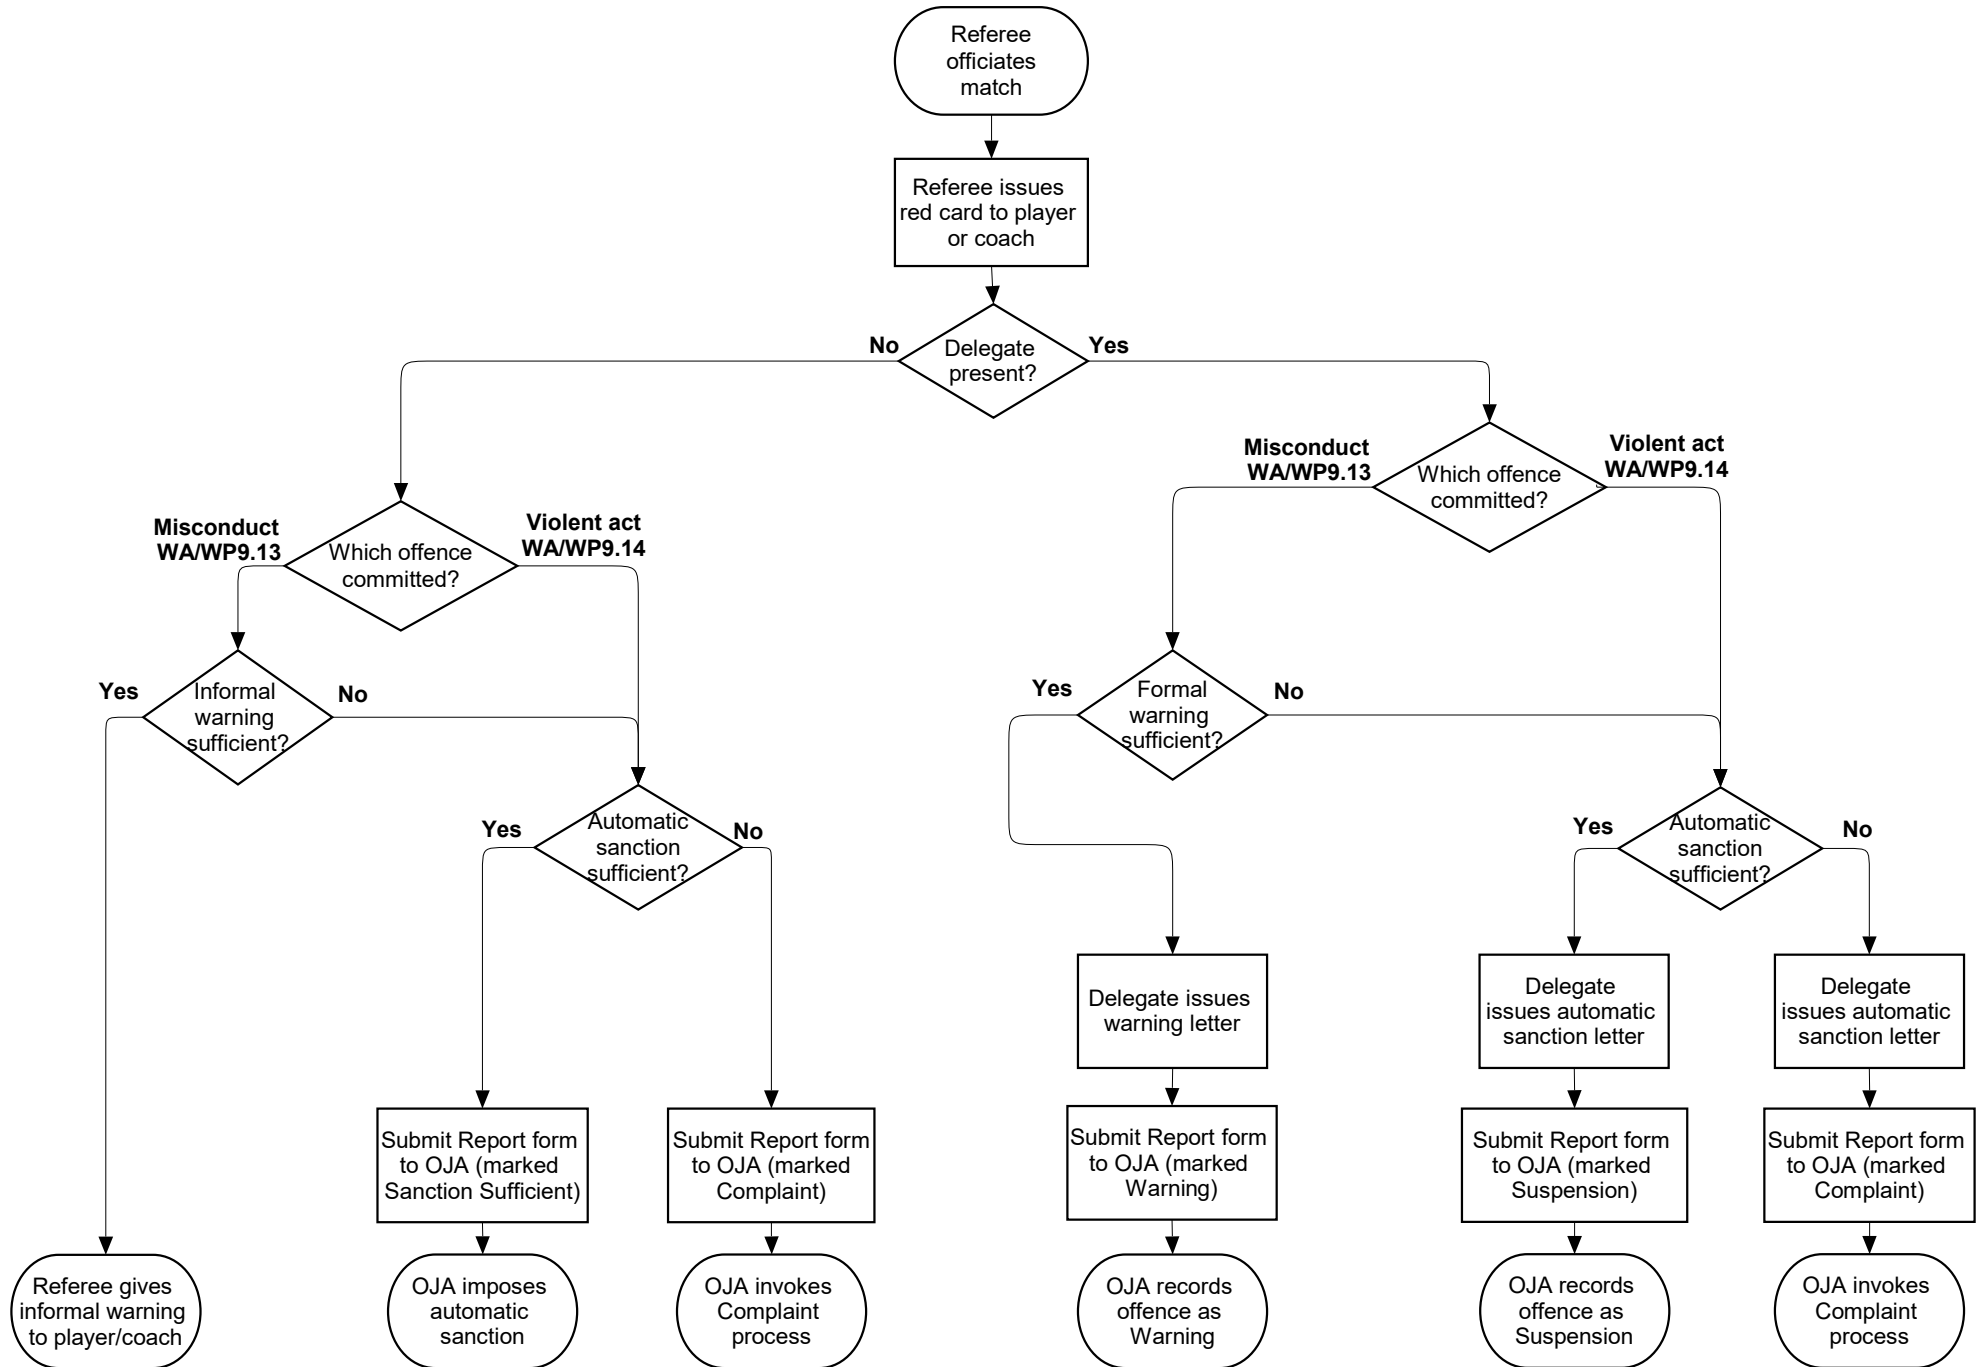 Referee
officiates
match
Referee issues
red card to player
or coach
No
Delegate
present?
Yes
Misconduct
WA/WP9.13
Which offence
committed?
Violent act
WA/WP9.14
Misconduct
WA/WP9.13
Which offence
committed?
Violent act
WA/WP9.14
Yes
Informal
warning
sufficient?
No
Yes
Formal
warning
sufficient?
No
Yes
Automatic
sanction
sufficient?
No
Yes
Automatic
sanction
sufficient?
No
Delegate issues
warning letter
Delegate
issues automatic
sanction letter
Delegate
issues automatic
sanction letter
Submit Report form
to OJA (marked
Sanction Sufficient)
Submit Report form
to OJA (marked
Complaint)
Submit Report form
to OJA (marked
Warning)
Submit Report form
to OJA (marked
Suspension)
Submit Report form
to OJA (marked
Complaint)
Referee gives
informal warning
to player/coach
OJA imposes
automatic
sanction
OJA invokes
Complaint
process
OJA records
offence as
Warning
OJA records
offence as
Suspension
OJA invokes
Complaint
process